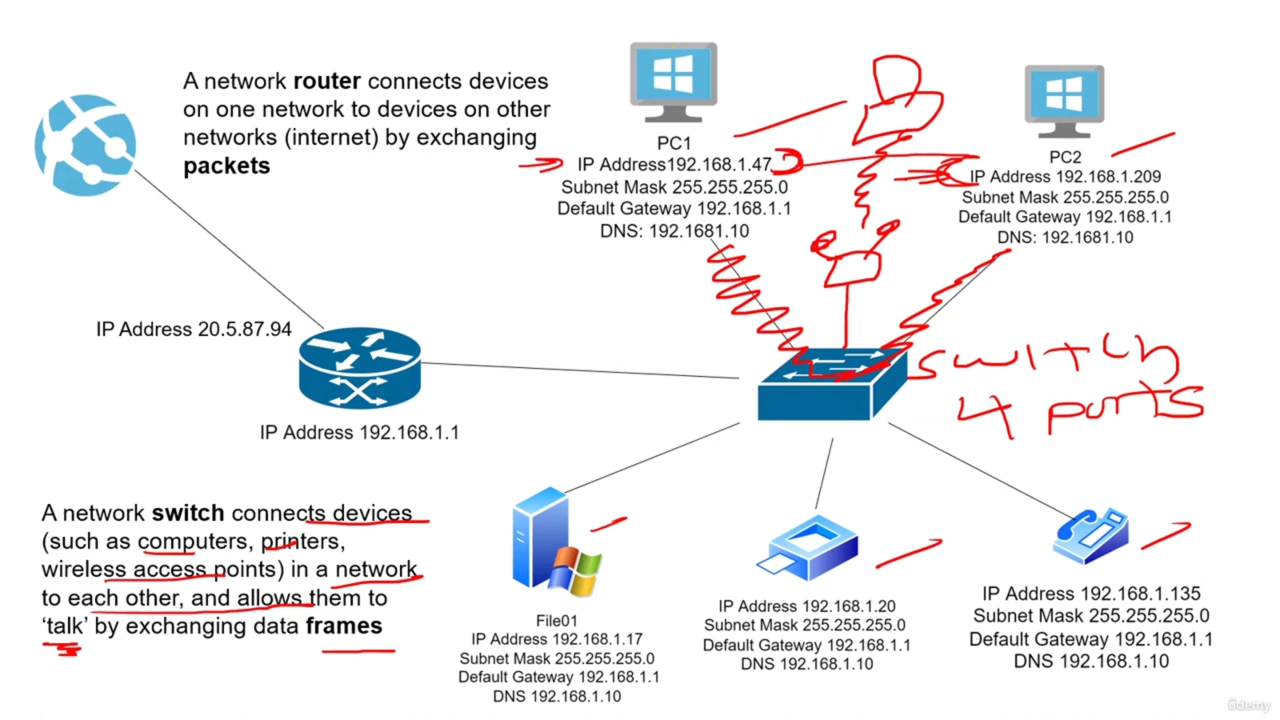 A network router connects devices
on one network to devices on other
networks (internet) by exchanging
packets
PC1
IP Address192.168.1.47
Subnet Mask 255.255.255.0
Default Gateway 192.168.1.1
DNS: 192.1681.10
PC2
IP Address 192.168.1.209
Subnet Mask 255.255.255.0
Default Gateway 192.168.1.1
DNS: 192.1681.10
IP Address 20.5.87.94
IP Address 192.168.1.1
switch
4 ports
A network switch connects devices
(such as computers, printers,
wireless access points) in a network
to each other, and allows them to
‘talk’ by exchanging data frames
File01
IP Address 192.168.1.17
Subnet Mask 255.255.255.0
Default Gateway 192.168.1.1
DNS 192.168.1.10
IP Address 192.168.1.20
Subnet Mask 255.255.255.0
Default Gateway 192.168.1.1
DNS 192.168.1.10
IP Address 192.168.1.135
Subnet Mask 255.255.255.0
Default Gateway 192.168.1.1
DNS 192.168.1.10
ûdemy